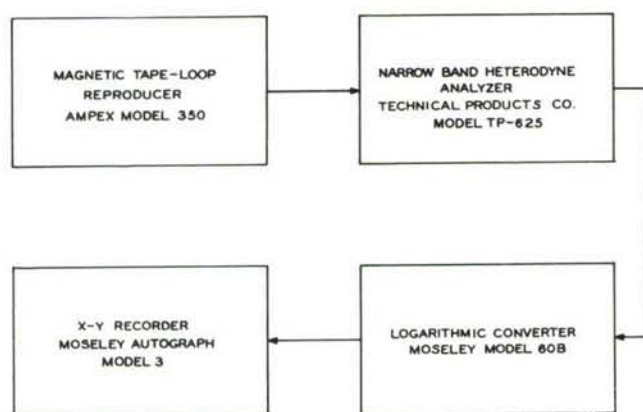 MAGNETIC TAPE-LOOP
REPRODUCER
AMPEX MODEL 350
NARROW BAND HETERODYNE
ANALYZER
TECHNICAL PRODUCTS CO.
MODEL TP-625
X-Y RECORDER
MOSELEY AUTOGRAPH
MODEL 3
LOGARITHMIC CONVERTER
MOSELEY MODEL 60B